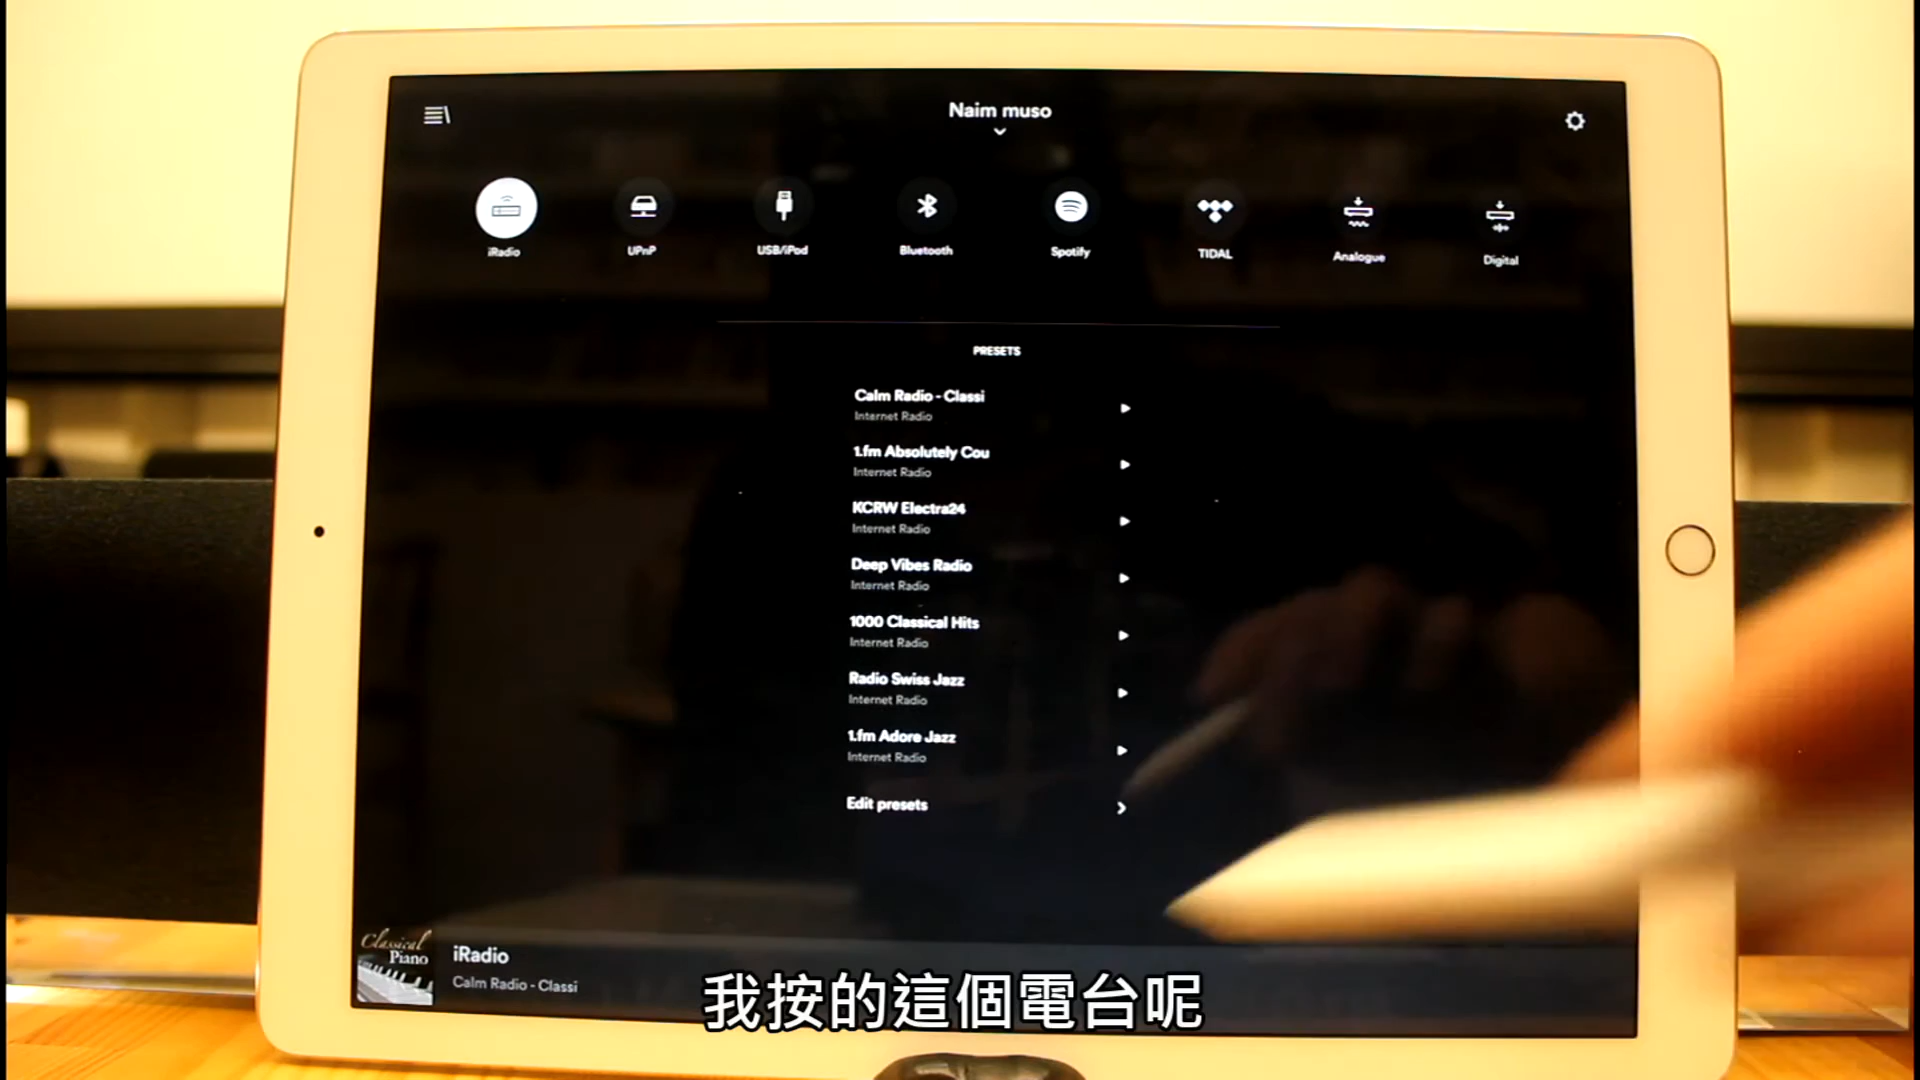 Naim muso
iRadio
UPnP
USB/iPod
Bluetooth
Spotify
TIDAL
Analogue
Digital
PRESETS
Calm Radio - Classi
Internet Radio
1.fm Absolutely Cou
Internet Radio
KCRW Electra24
Internet Radio
Deep Vibes Radio
Internet Radio
1000 Classical Hits
Internet Radio
Radio Swiss Jazz
Internet Radio
1.fm Adore Jazz
Internet Radio
Edit presets
Classical
Piano
iRadio
Calm Radio - Classi
我按的這個電台呢